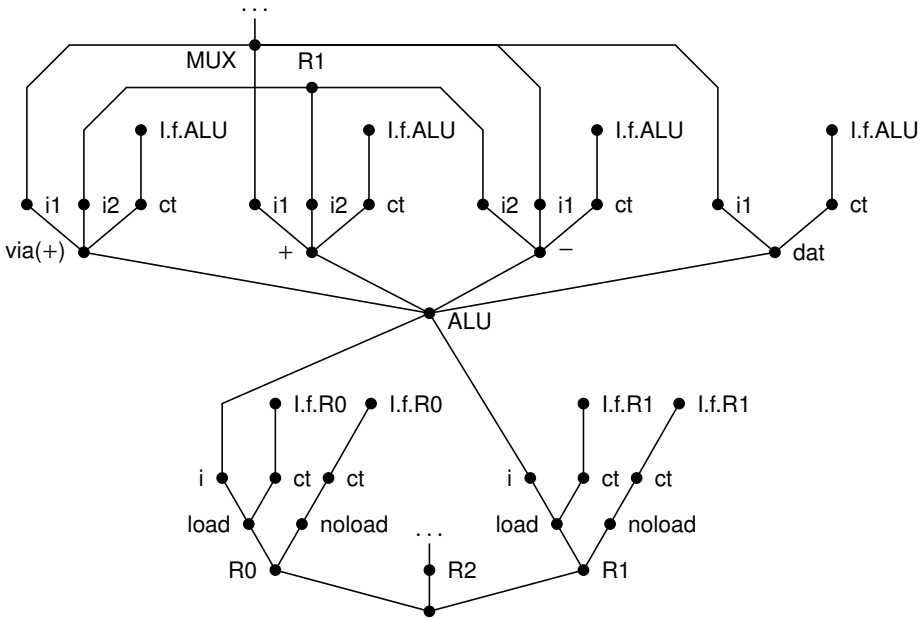 ...
MUX R1
I.f.ALU I.f.ALU I.f.ALU I.f.ALU
i1 i2 ct i1 i2 ct i2 i1 ct i1 ct
via(+) + − dat
ALU
I.f.R0 I.f.R0 I.f.R1 I.f.R1
i ct ct i ct ct
load noload load noload
...
R0 R2 R1